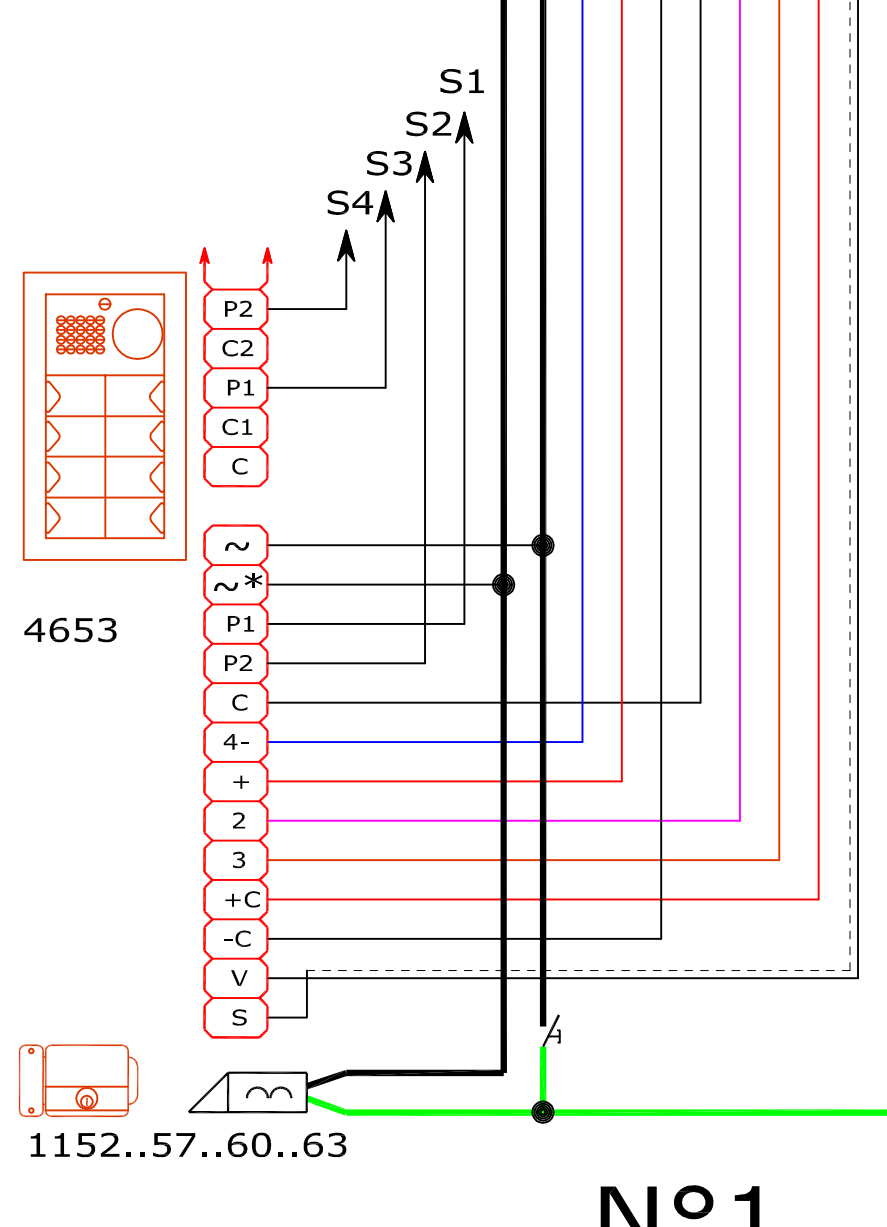 S1
S2
S3
S4
P2
C2
P1
C1
C
~
~*
4653
P1
P2
C
4-
+
2
3
+C
-C
V
S
1152..57..60..63
Nº1